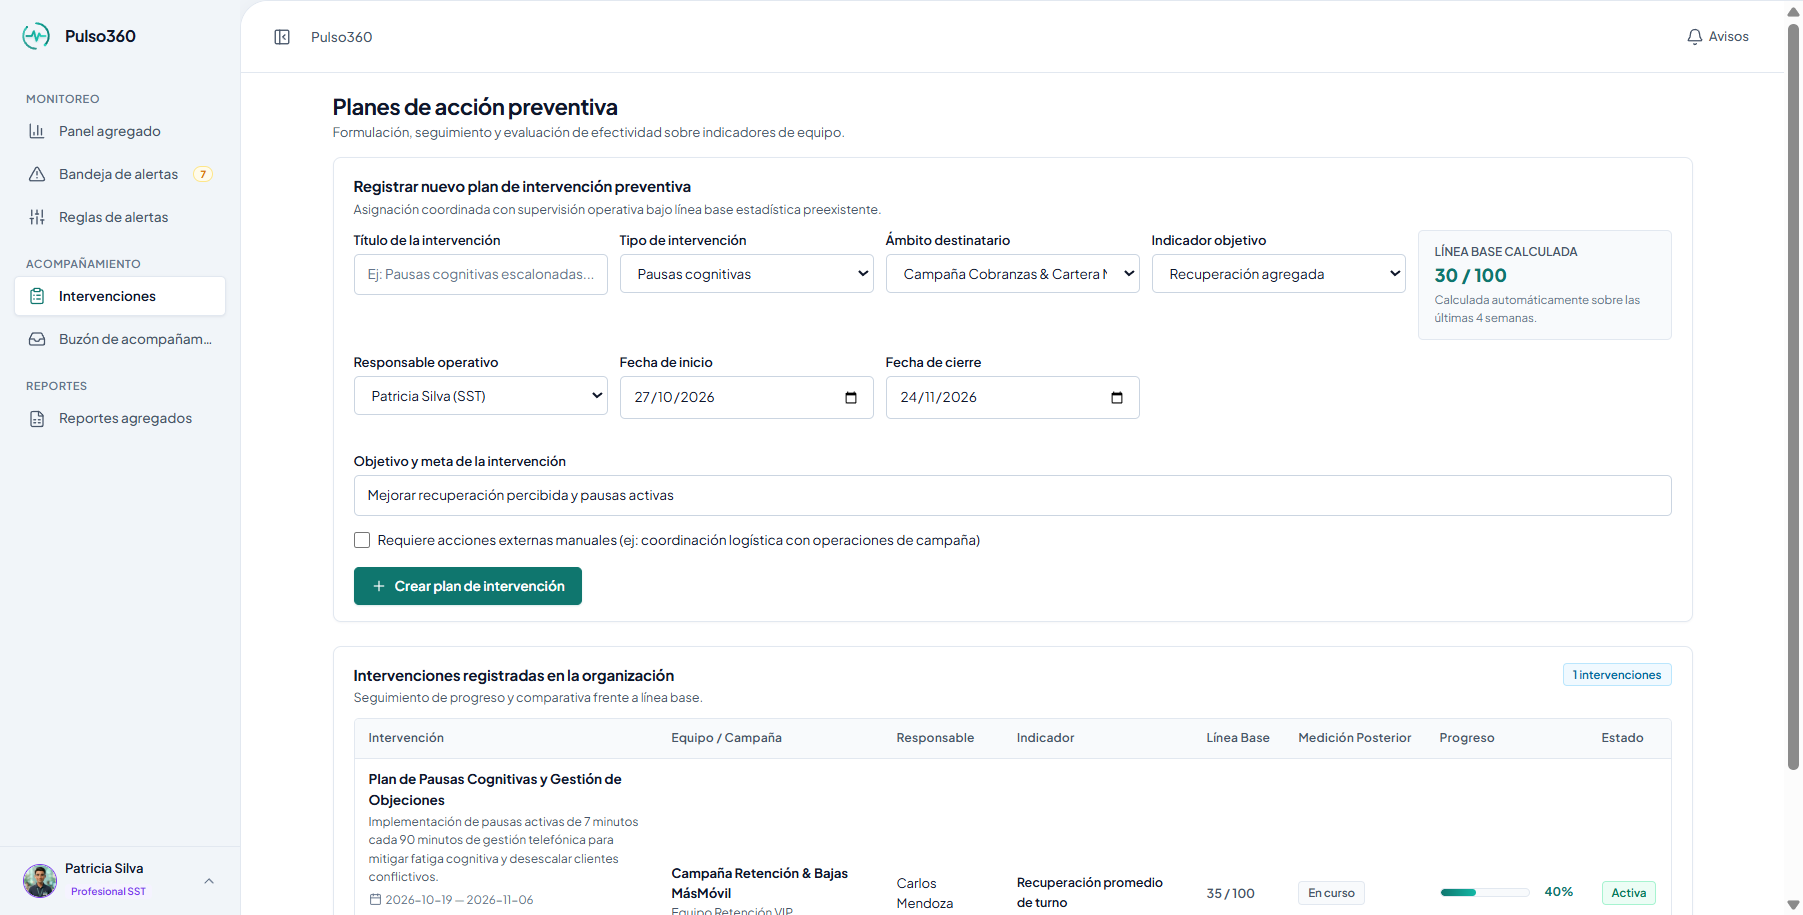 Pulso360
MONITOREO
Panel agregado
Bandeja de alertas 7
Reglas de alertas
ACOMPAÑAMIENTO
Intervenciones
Buzón de acompañam...
REPORTES
Reportes agregados
Patricia Silva
Profesional SST
Pulso360
Avisos
Planes de acción preventiva
Formulación, seguimiento y evaluación de efectividad sobre indicadores de equipo.
Registrar nuevo plan de intervención preventiva
Asignación coordinada con supervisión operativa bajo línea base estadística preexistente.
Título de la intervención
Ej: Pausas cognitivas escalonadas...
Tipo de intervención
Pausas cognitivas
Ámbito destinatario
Campaña Cobranzas & Cartera
Indicador objetivo
Recuperación agregada
LÍNEA BASE CALCULADA
30 / 100
Calculada automáticamente sobre las
últimas 4 semanas.
Responsable operativo
Patricia Silva (SST)
Fecha de inicio
27/10/2026
Fecha de cierre
24/11/2026
Objetivo y meta de la intervención
Mejorar recuperación percibida y pausas activas
Requiere acciones externas manuales (ej: coordinación logística con operaciones de campaña)
+ Crear plan de intervención
Intervenciones registradas en la organización
1 intervenciones
Seguimiento de progreso y comparativa frente a línea base.
Intervención Equipo / Campaña Responsable Indicador Línea Base Medición Posterior Progreso Estado
Plan de Pausas Cognitivas y Gestión de
Objeciones
Implementación de pausas activas de 7 minutos
cada 90 minutos de gestión telefónica para
mitigar fatiga cognitiva y desescalar clientes
conflictivos.
2026-10-19 — 2026-11-06
Campaña Retención & Bajas
MásMóvil
Equipo Retención VIP
Carlos
Mendoza
Recuperación promedio
de turno
35 / 100
En curso
40%
Activa